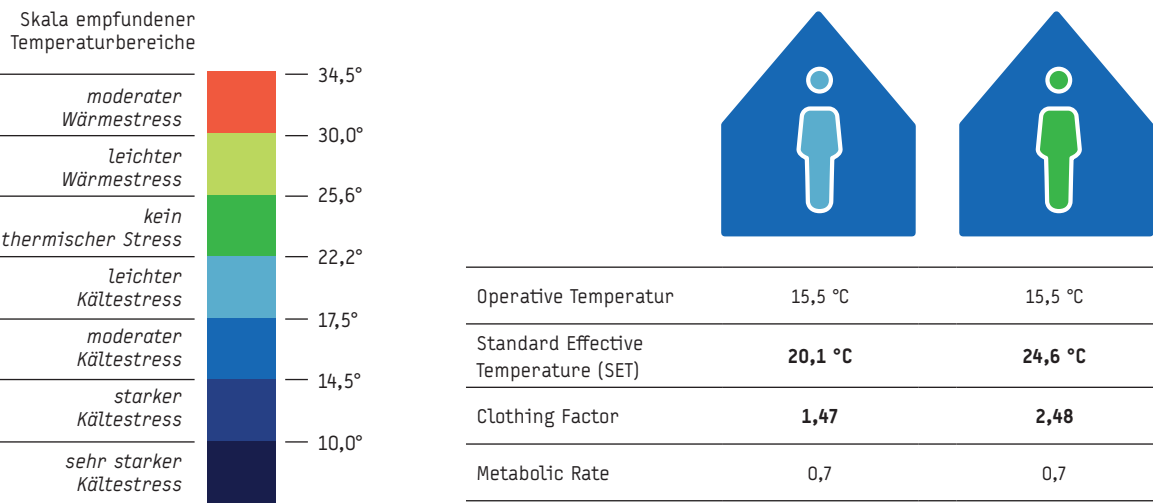 Skala empfundener
Temperaturbereiche
34,5°
moderater
Wärmestress
30,0°
leichter
Wärmestress
25,6°
kein
thermischer Stress
22,2°
leichter
Kältestress
17,5°
moderater
Kältestress
14,5°
starker
Kältestress
10,0°
sehr starker
Kältestress
Operative Temperatur 15,5 °C 15,5 °C
Standard Effective
Temperature (SET) 20,1 °C 24,6 °C
Clothing Factor 1,47 2,48
Metabolic Rate 0,7 0,7